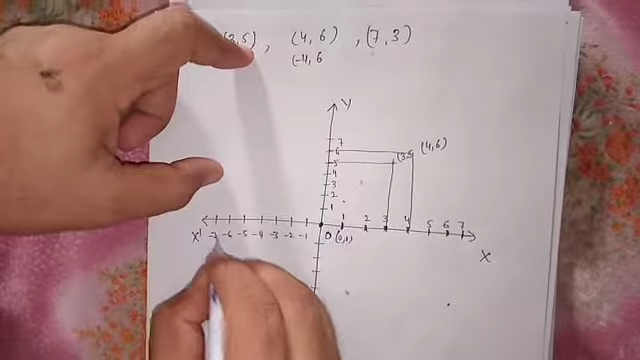 (3,5), (4,6), (7,3)
(-4,6
Y
7
6
5
4
3
2
1
(3,5
(4,6)
X' -7 -6 -5 -4 -3 -2 -1 0 (0,0) 1 2 3 4 5 6 7
X